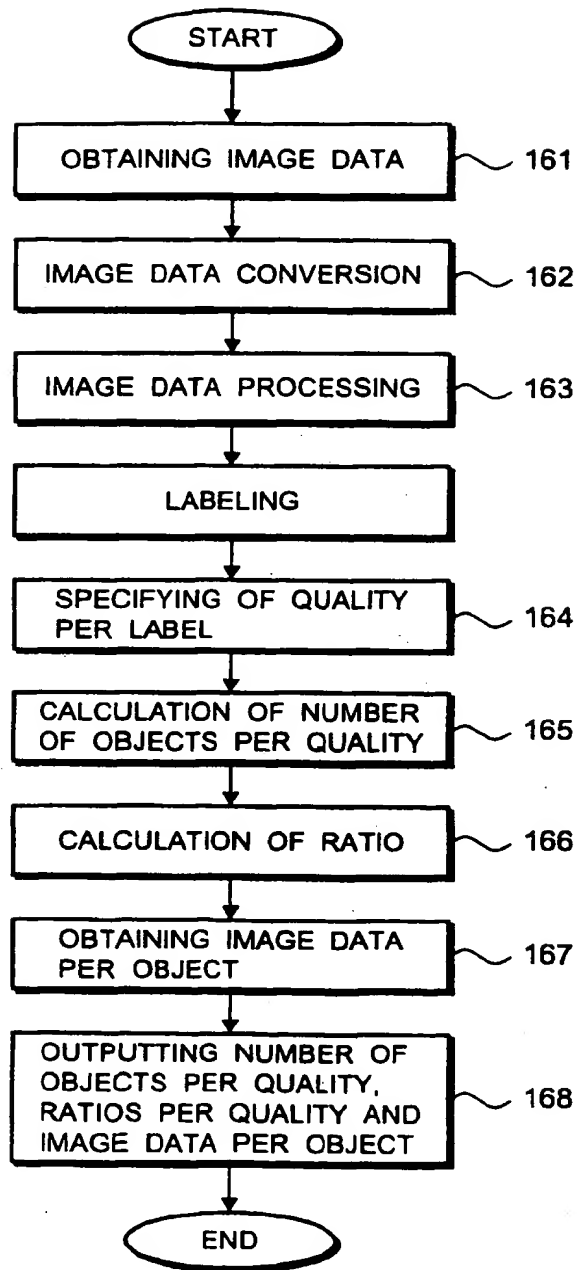 START
OBTAINING IMAGE DATA 161
IMAGE DATA CONVERSION 162
IMAGE DATA PROCESSING 163
LABELING
SPECIFYING OF QUALITY
PER LABEL 164
CALCULATION OF NUMBER
OF OBJECTS PER QUALITY 165
CALCULATION OF RATIO 166
OBTAINING IMAGE DATA
PER OBJECT 167
OUTPUTTING NUMBER OF
OBJECTS PER QUALITY,
RATIOS PER QUALITY AND
IMAGE DATA PER OBJECT 168
END